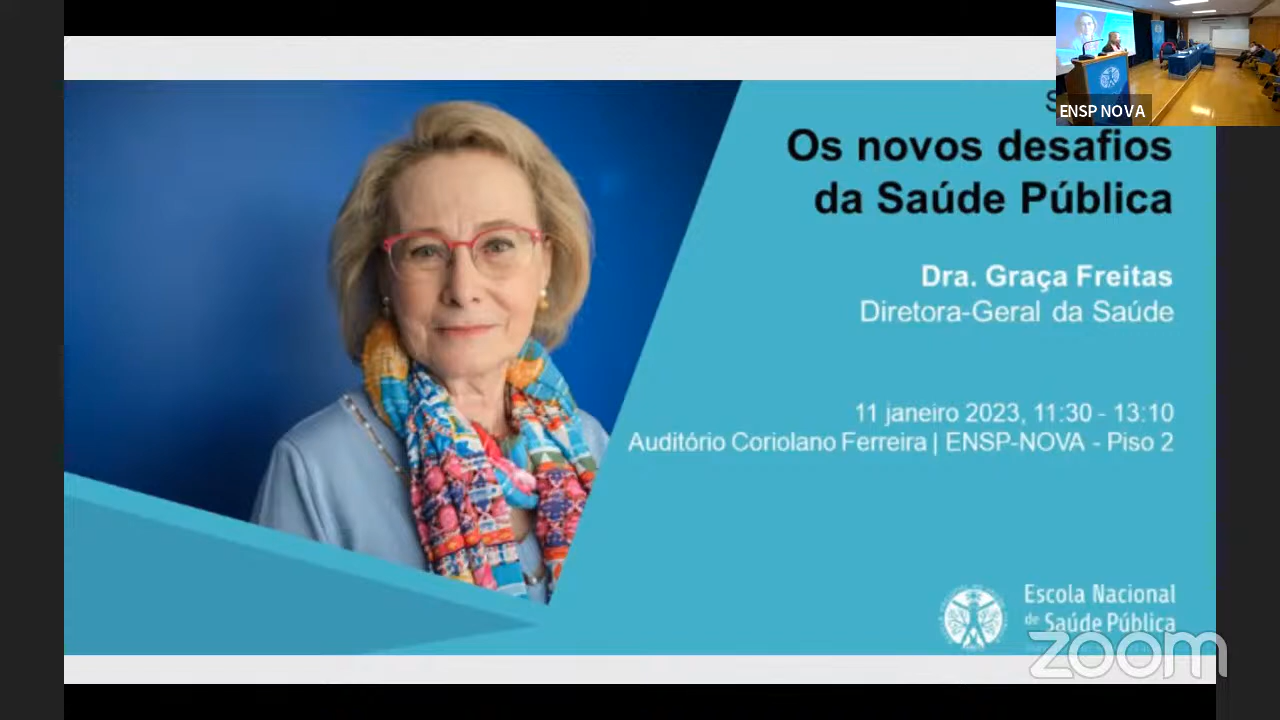 ENSP NOVA
Os novos desafios
da Saúde Pública
Dra. Graça Freitas
Diretora-Geral da Saúde
11 janeiro 2023, 11:30 - 13:10
Auditório Coriolano Ferreira | ENSP-NOVA - Piso 2
Escola Nacional
de Saúde Pública
zoom